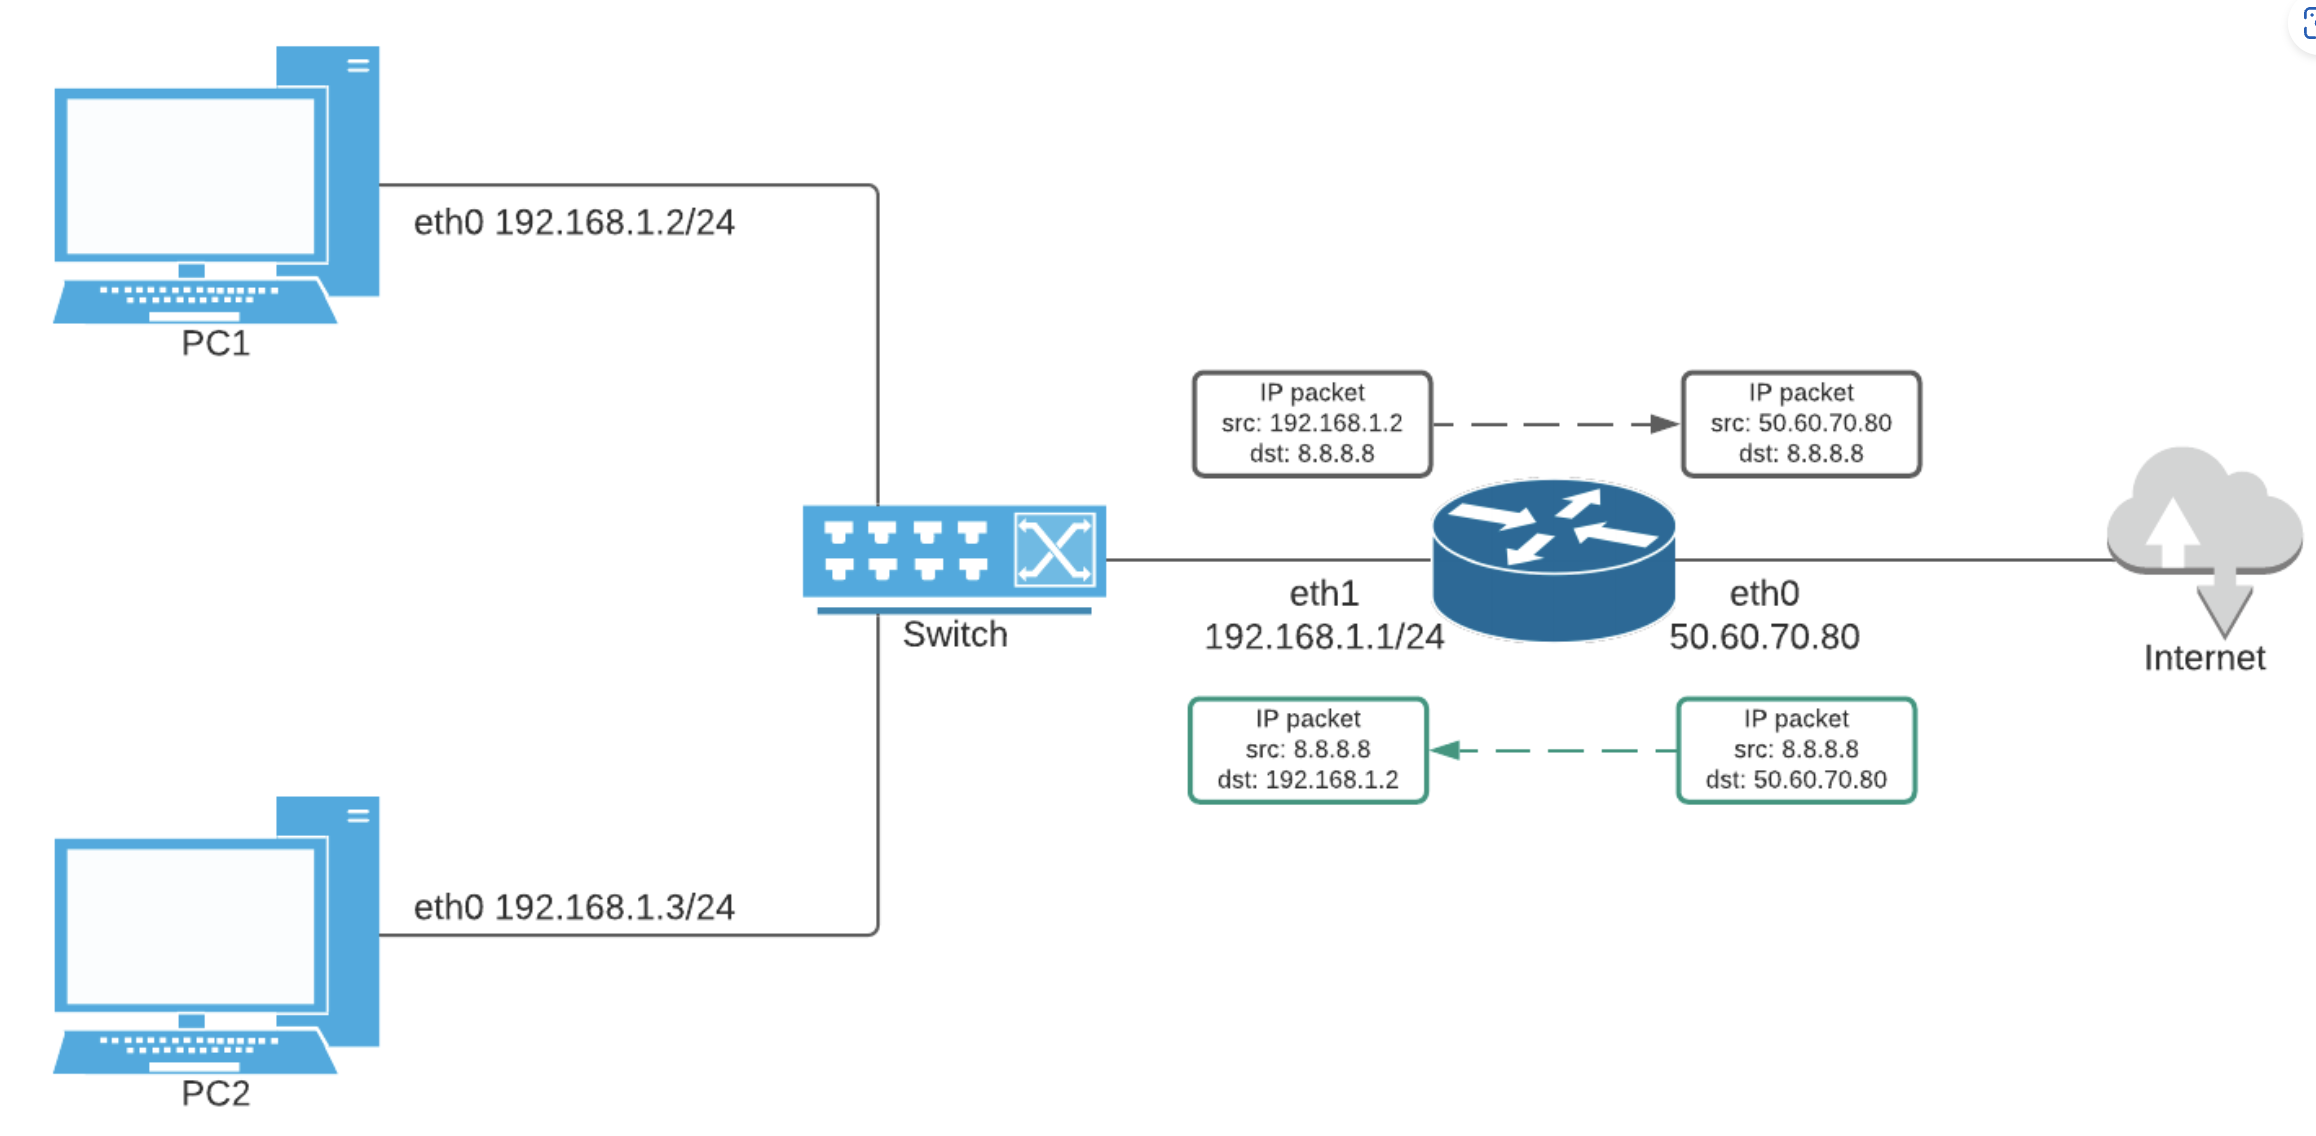 eth0 192.168.1.2/24
PC1
IP packet
src: 192.168.1.2
dst: 8.8.8.8
IP packet
src: 50.60.70.80
dst: 8.8.8.8
Switch
eth1
192.168.1.1/24
eth0
50.60.70.80
Internet
IP packet
src: 8.8.8.8
dst: 192.168.1.2
IP packet
src: 8.8.8.8
dst: 50.60.70.80
eth0 192.168.1.3/24
PC2